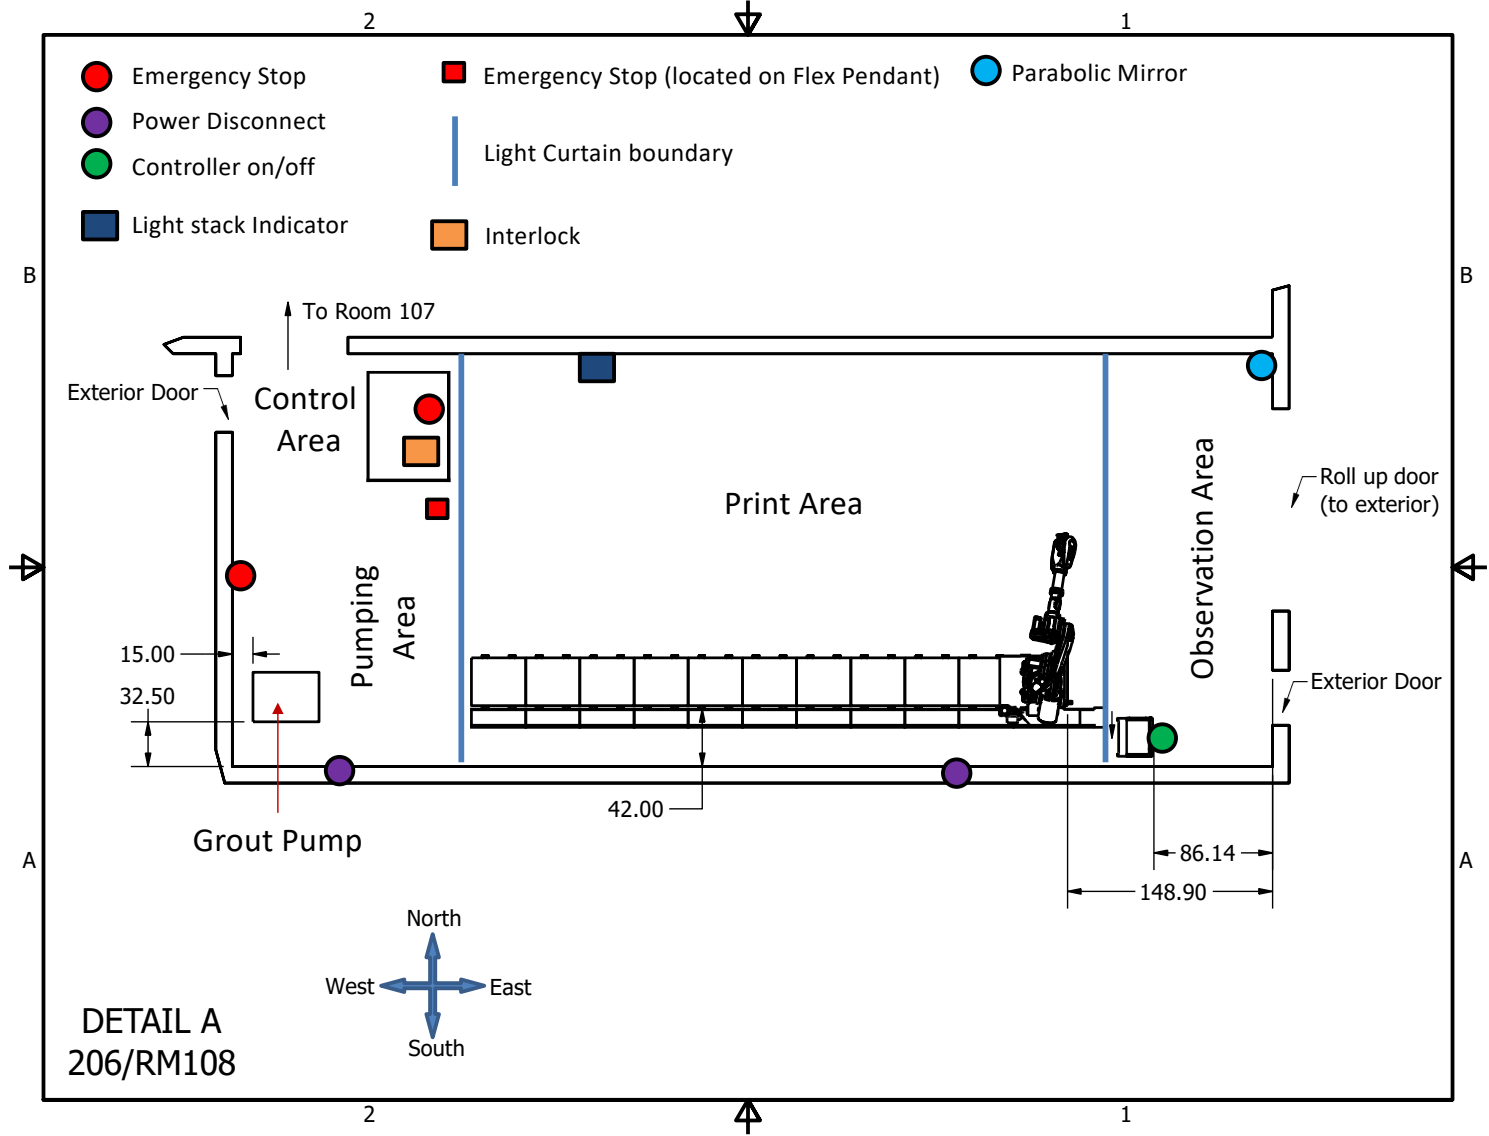 2
1
Emergency Stop
Emergency Stop (located on Flex Pendant)
Parabolic Mirror
Power Disconnect
Controller on/off
Light Curtain boundary
Light stack Indicator
Interlock
B
B
To Room 107
Exterior Door
Control
Area
Print Area
Observation Area
Roll up door
(to exterior)
Pumping
Area
15.00
32.50
Exterior Door
42.00
Grout Pump
A
A
86.14
148.90
North
West
East
South
DETAIL A
206/RM108
2
1